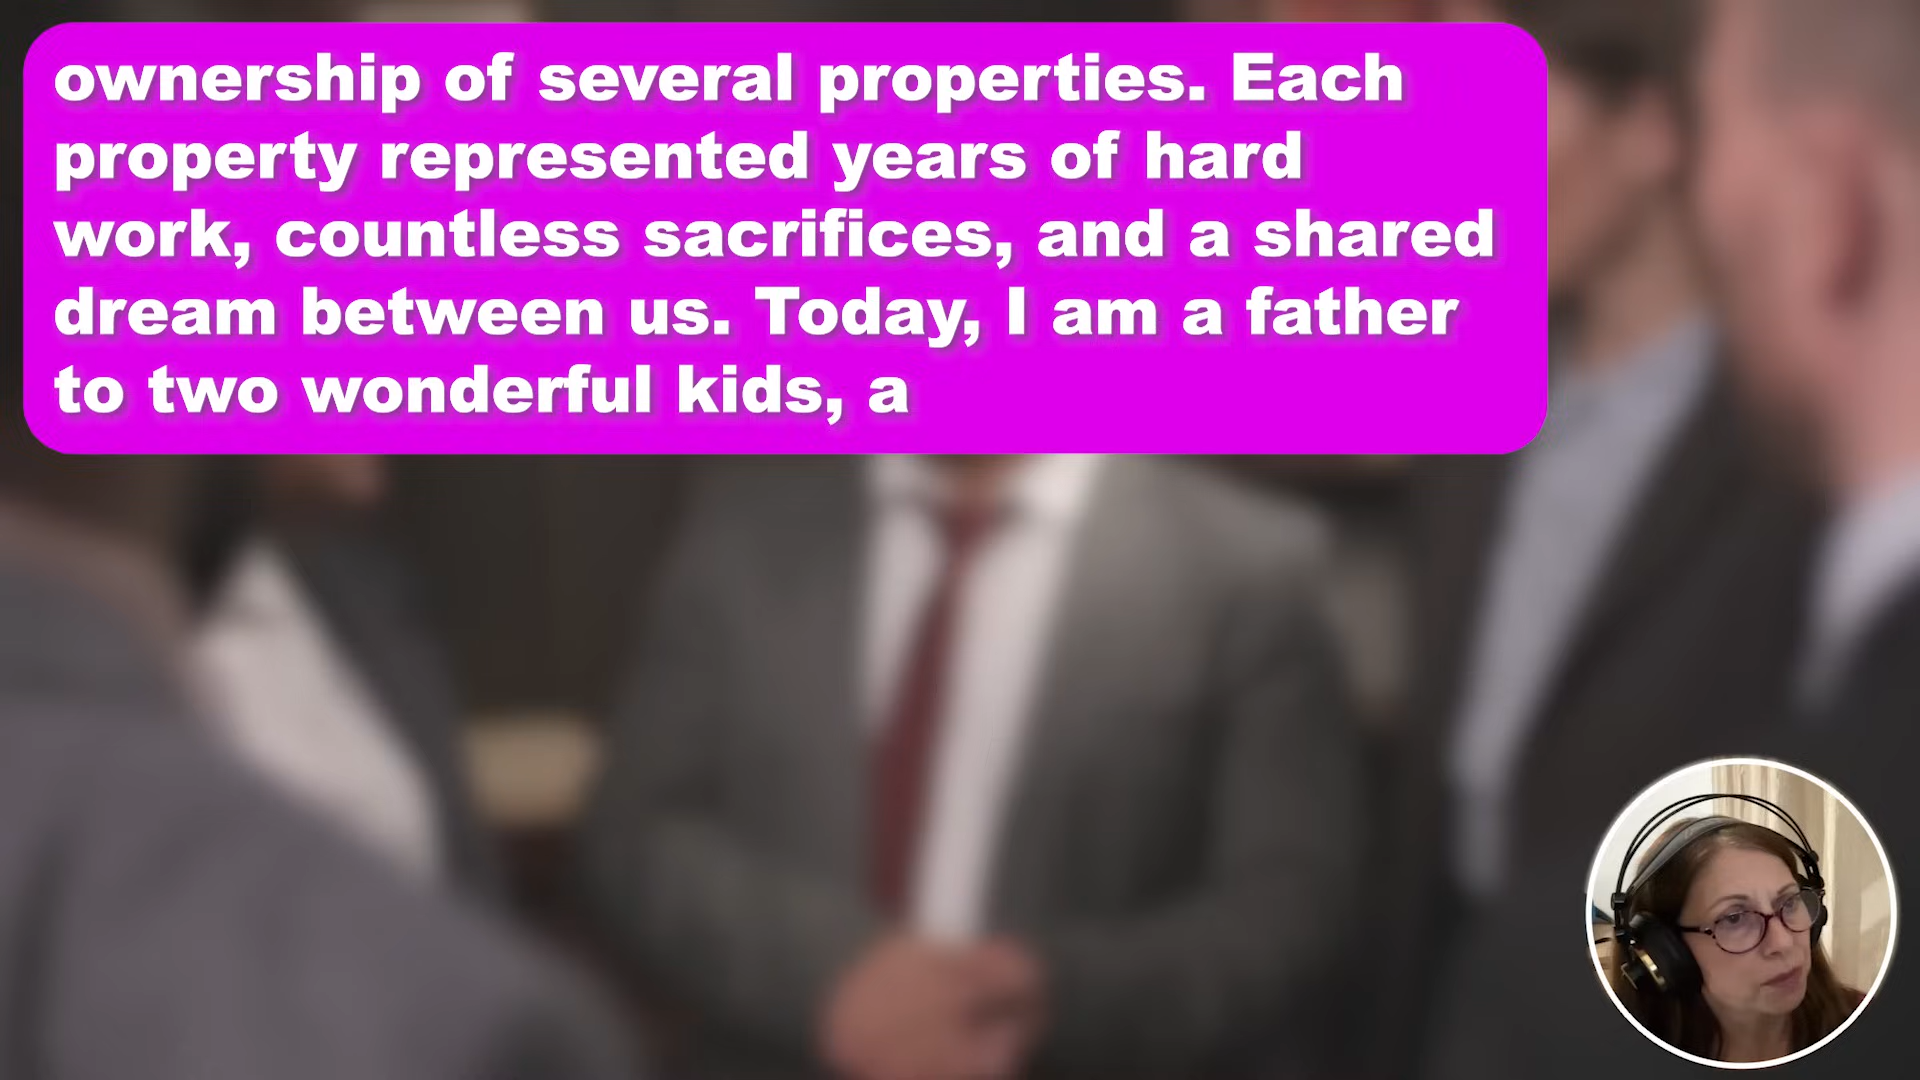 ownership of several properties. Each
property represented years of hard
work, countless sacrifices, and a shared
dream between us. Today, I am a father
to two wonderful kids, a